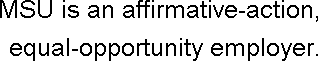 MSU is an affirmative-action,
equal-opportunity employer.